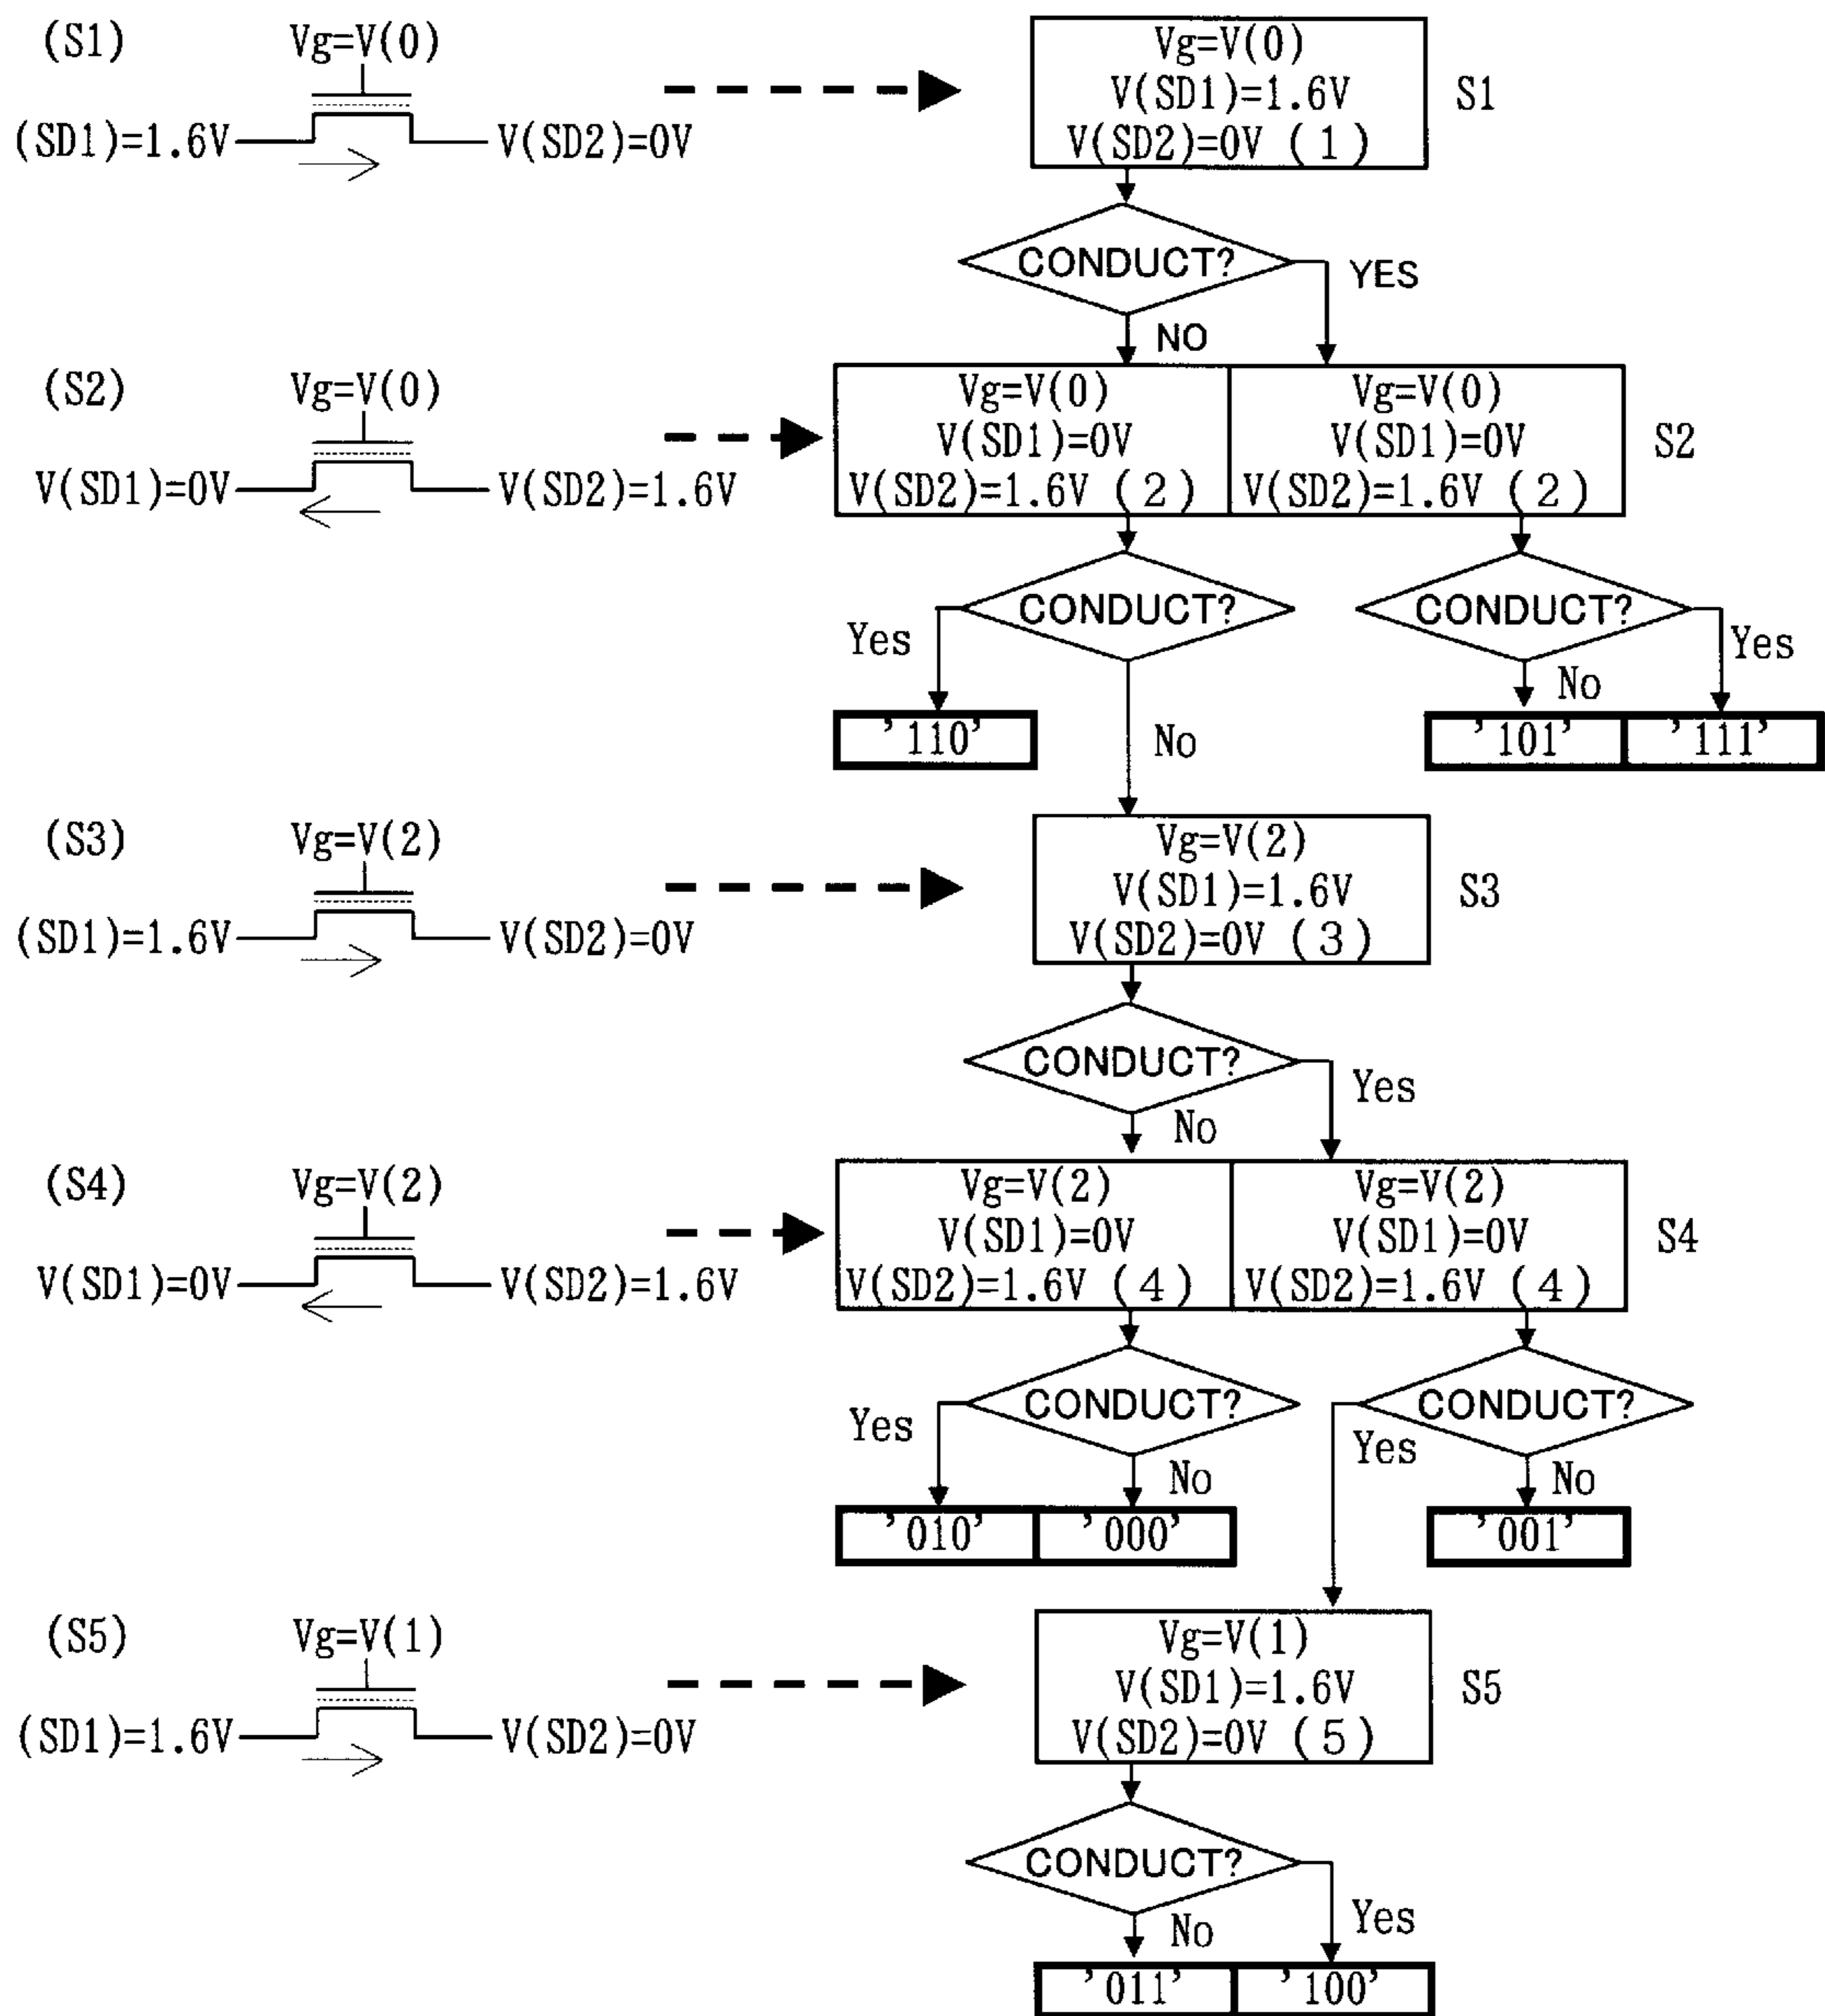 (S1)
Vg=V(0)
(SD1)=1.6V
V(SD2)=0V
Vg=V(0)
V(SD1)=1.6V
V(SD2)=0V (1)
S1
CONDUCT?
YES
NO
(S2)
Vg=V(0)
V(SD1)=0V
V(SD2)=1.6V
Vg=V(0)
V(SD1)=0V
V(SD2)=1.6V (2)
Vg=V(0)
V(SD1)=0V
V(SD2)=1.6V (2)
S2
CONDUCT?
CONDUCT?
Yes
No
Yes
No
'110'
'101'
'111'
(S3)
Vg=V(2)
(SD1)=1.6V
V(SD2)=0V
Vg=V(2)
V(SD1)=1.6V
V(SD2)=0V (3)
S3
CONDUCT?
Yes
No
(S4)
Vg=V(2)
V(SD1)=0V
V(SD2)=1.6V
Vg=V(2)
V(SD1)=0V
V(SD2)=1.6V (4)
Vg=V(2)
V(SD1)=0V
V(SD2)=1.6V (4)
S4
CONDUCT?
CONDUCT?
Yes
No
Yes
No
'010'
'000'
'001'
(S5)
Vg=V(1)
(SD1)=1.6V
V(SD2)=0V
Vg=V(1)
V(SD1)=1.6V
V(SD2)=0V (5)
S5
CONDUCT?
No
Yes
'011'
'100'